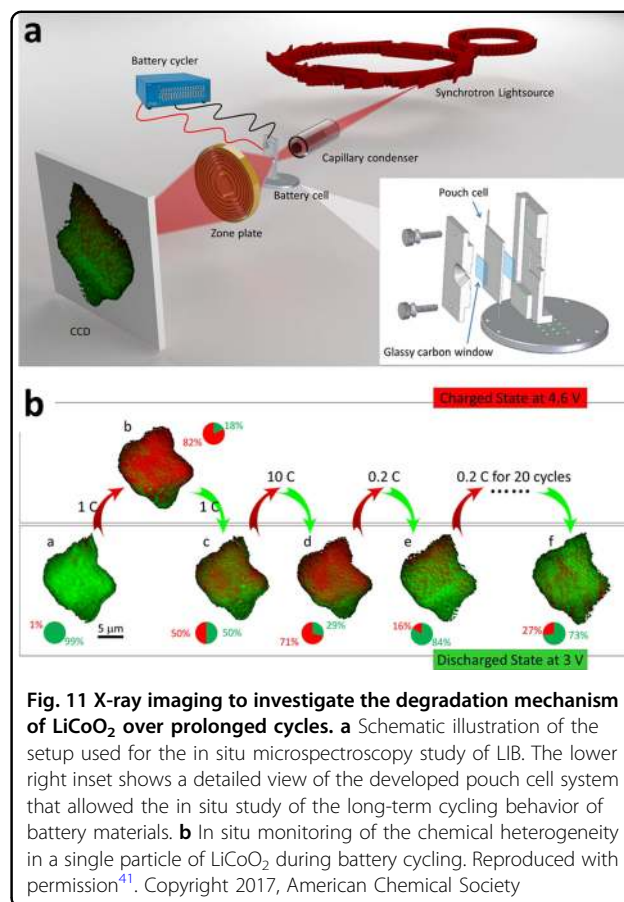 a
Battery cycler
Synchrotron Lightsource
Capillary condenser
Battery cell
Zone plate
CCD
Pouch cell
Glassy carbon window
b
Charged State at 4.6 V
b
18%
82%
1 C
1 C
10 C
0.2 C
0.2 C for 20 cycles
......
a
c
d
e
f
1%
99%
5 µm
50%
50%
71%
29%
16%
84%
27%
73%
Discharged State at 3 V
Fig. 11 X-ray imaging to investigate the degradation mechanism
of LiCoO₂ over prolonged cycles. a Schematic illustration of the
setup used for the in situ microspectroscopy study of LIB. The lower
right inset shows a detailed view of the developed pouch cell system
that allowed the in situ study of the long-term cycling behavior of
battery materials. b In situ monitoring of the chemical heterogeneity
in a single particle of LiCoO₂ during battery cycling. Reproduced with
permission⁴¹. Copyright 2017, American Chemical Society